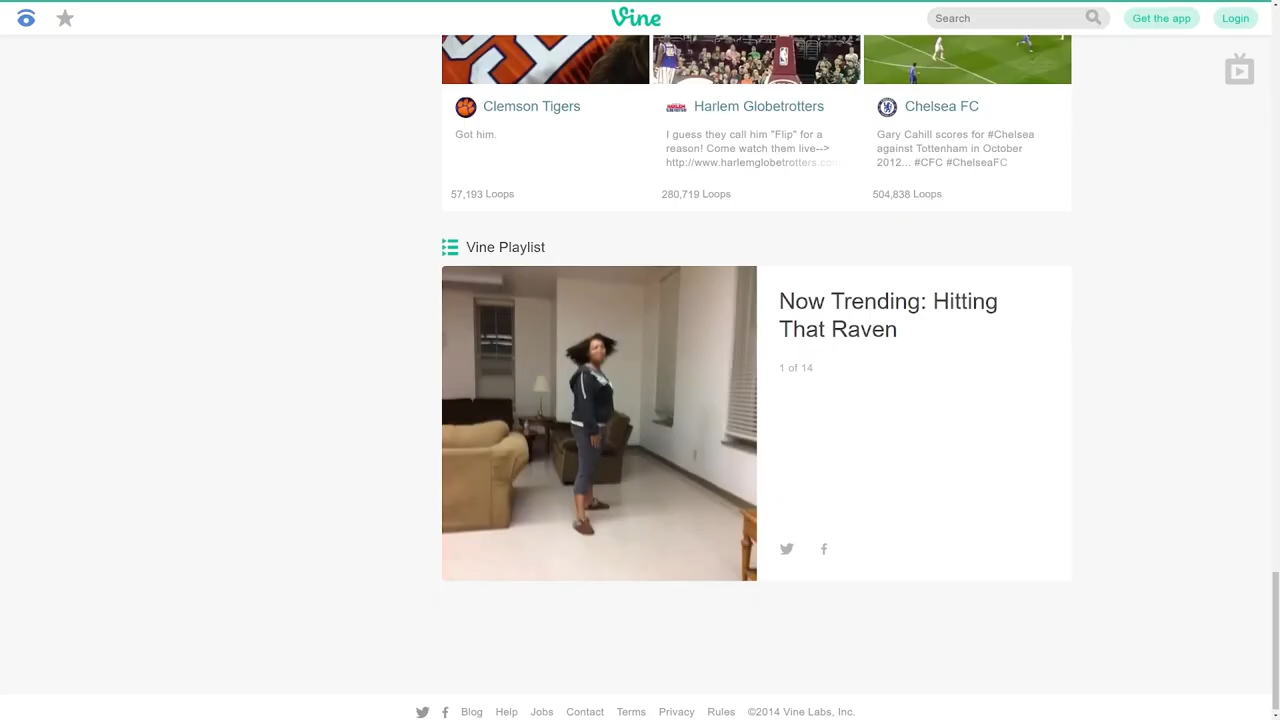 Vine
Search
Get the app
Login
Clemson Tigers
Harlem Globetrotters
Chelsea FC
Got him.
I guess they call him "Flip" for a
reason! Come watch them live-->
http://www.harlemglobetrotters.com
Gary Cahill scores for #Chelsea
against Tottenham in October
2012... #CFC #ChelseaFC
57,193 Loops
280,719 Loops
504,838 Loops
Vine Playlist
Now Trending: Hitting
That Raven
1 of 14
Blog Help Jobs Contact Terms Privacy Rules ©2014 Vine Labs, Inc.